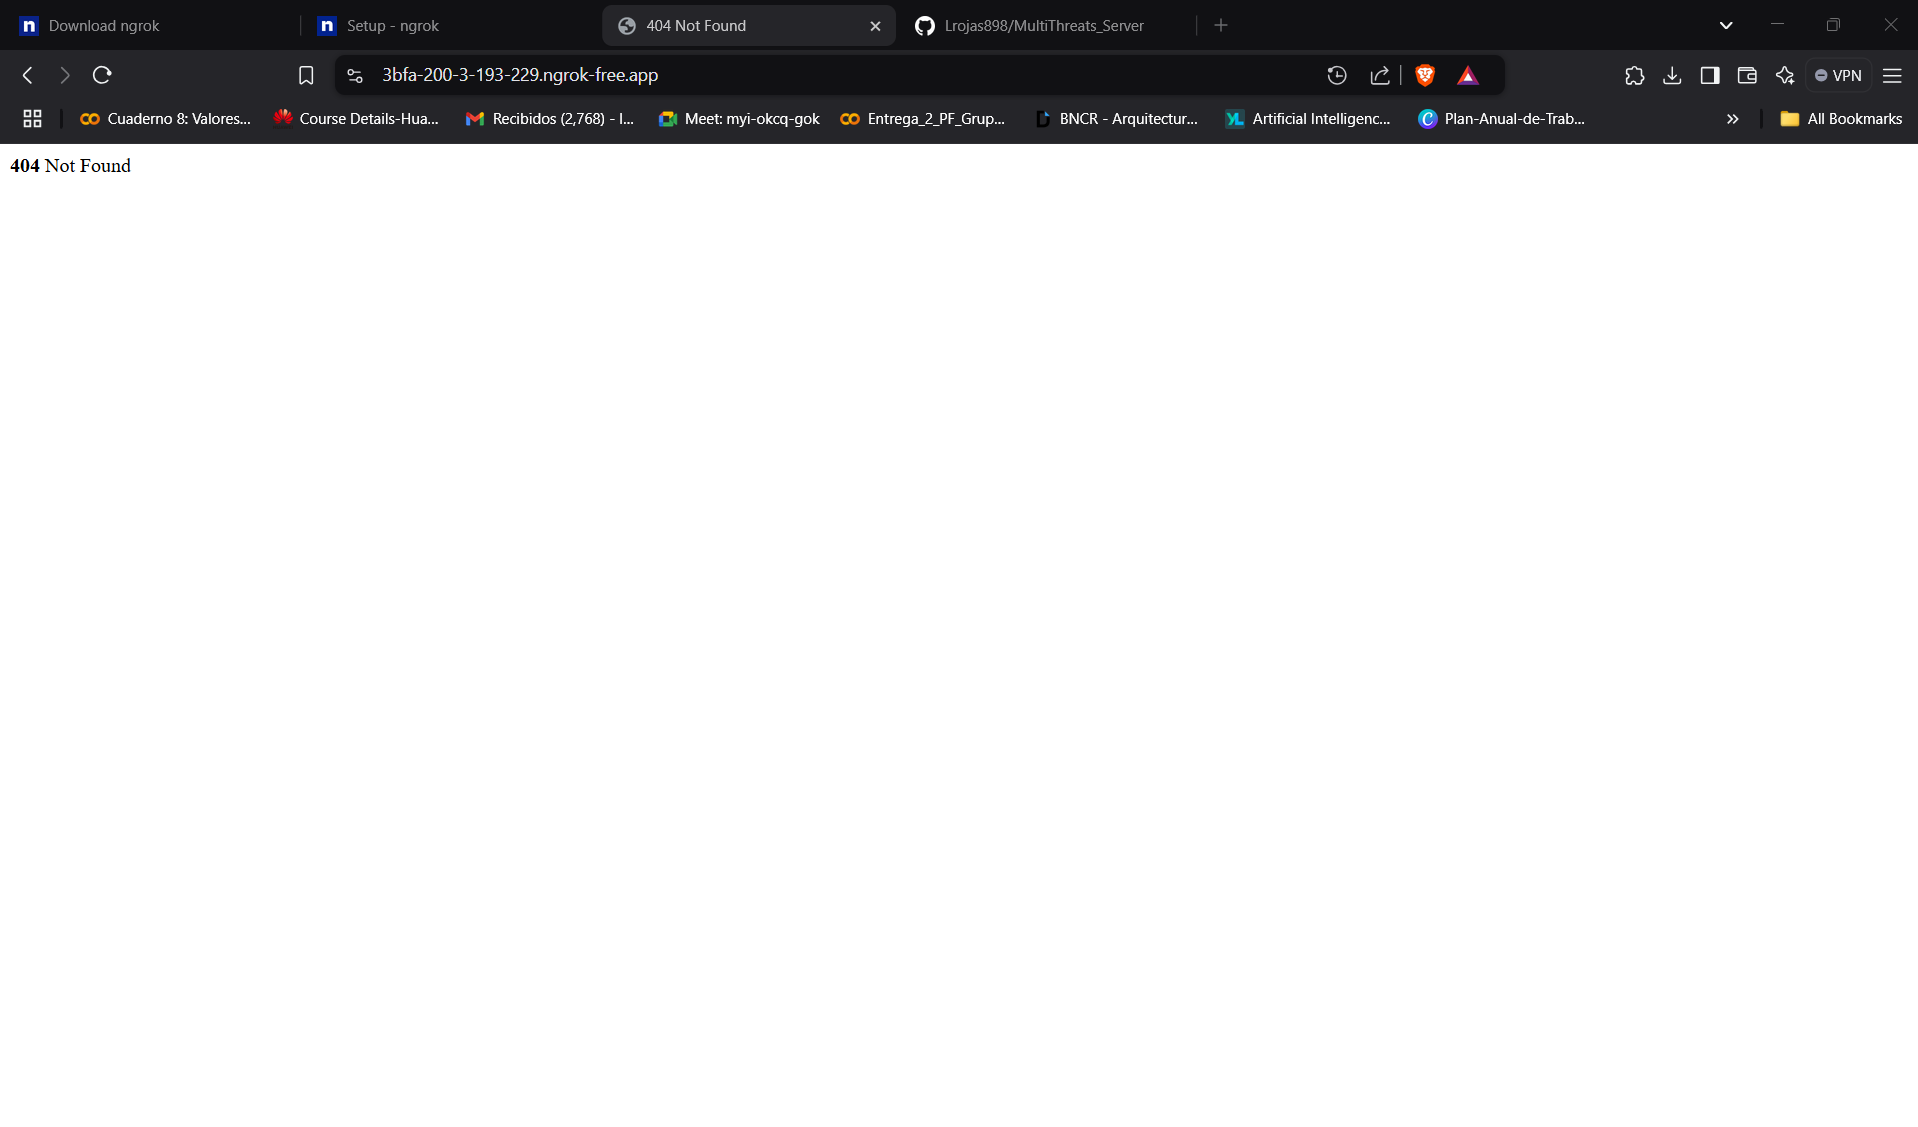 Download ngrok
Setup - ngrok
404 Not Found
Lrojas898/MultiThreats_Server
3bfa-200-3-193-229.ngrok-free.app
VPN
Cuaderno 8: Valores...
Course Details-Hua...
Recibidos (2,768) - I...
Meet: myi-okcq-gok
Entrega_2_PF_Grup...
BNCR - Arquitectur...
Artificial Intelligenc...
Plan-Anual-de-Trab...
All Bookmarks
404 Not Found